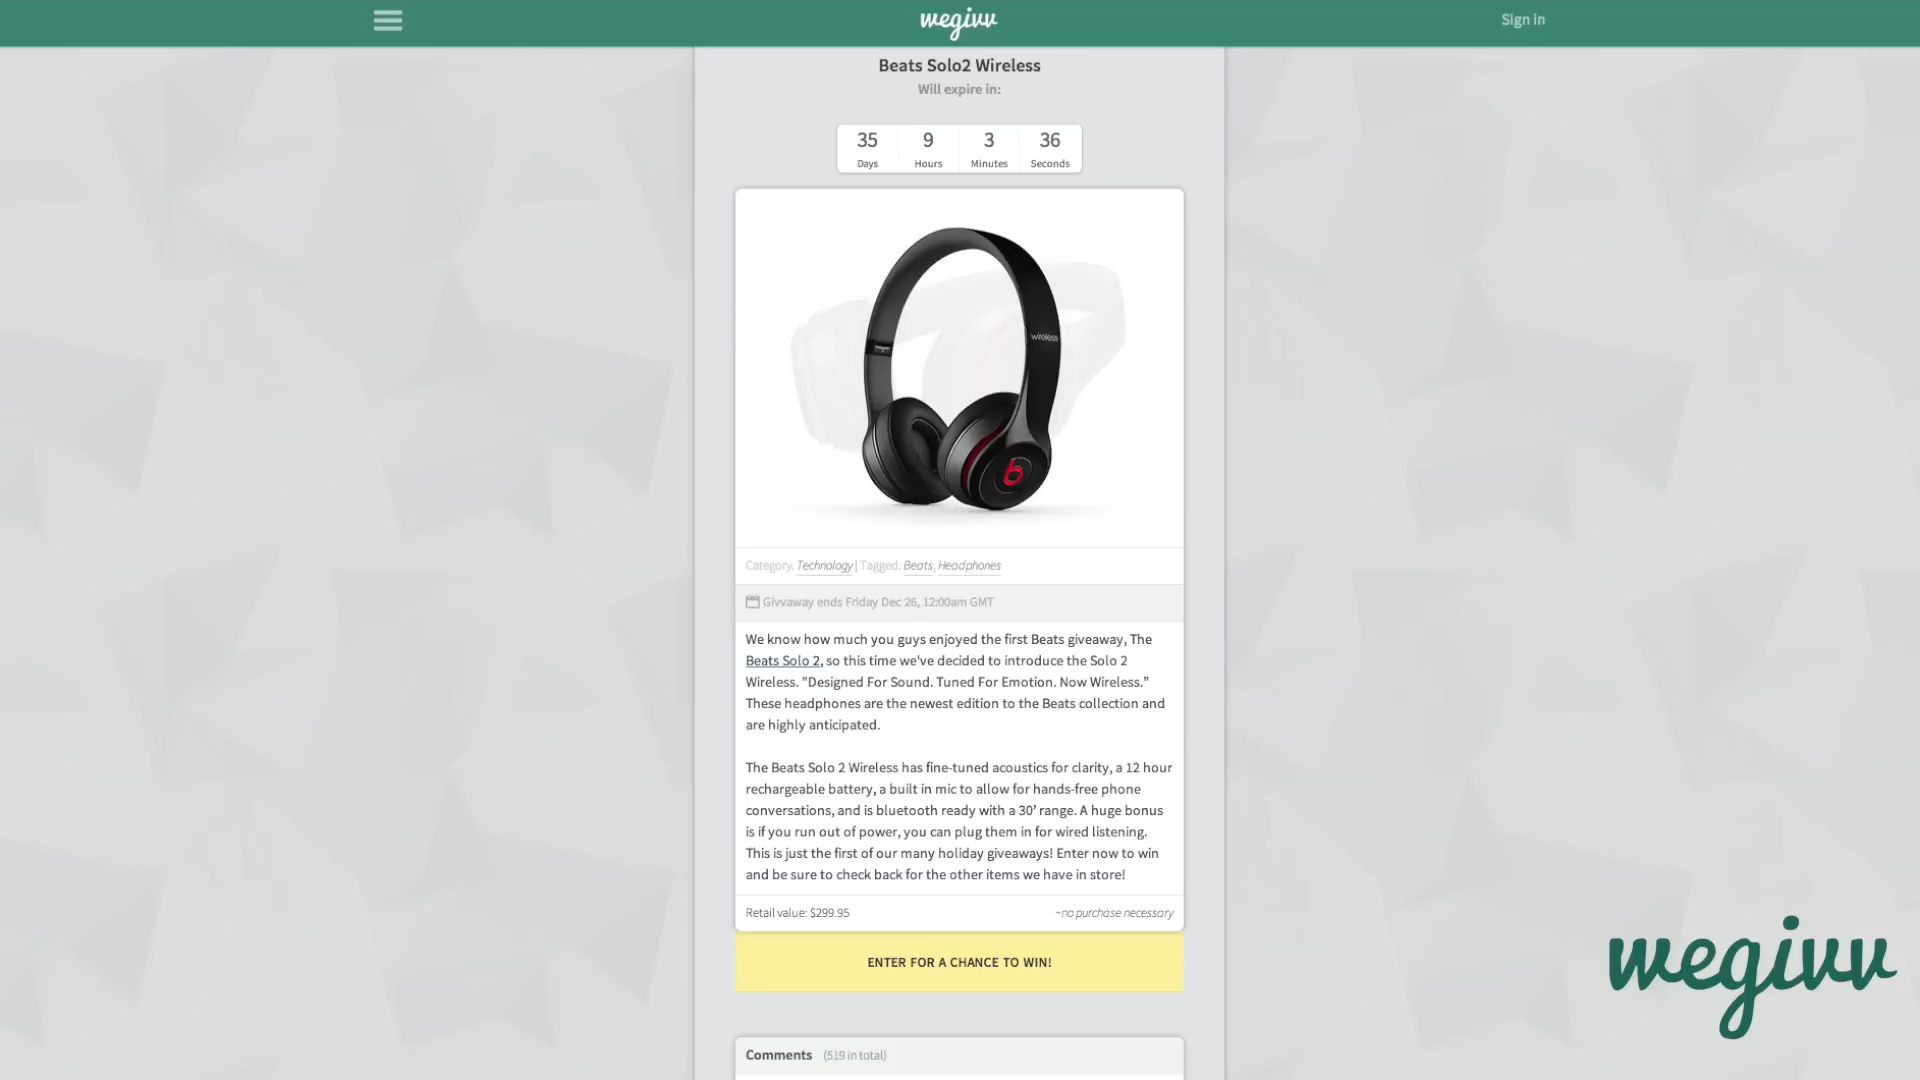 wegivv
Sign in
Beats Solo2 Wireless
Will expire in:
35 9 3 36
Days Hours Minutes Seconds
wireless
b
Category: Technology | Tagged: Beats, Headphones
Givvaway ends Friday Dec 26, 12:00am GMT
We know how much you guys enjoyed the first Beats giveaway, The
Beats Solo 2, so this time we've decided to introduce the Solo 2
Wireless. "Designed For Sound. Tuned For Emotion. Now Wireless."
These headphones are the newest edition to the Beats collection and
are highly anticipated.
The Beats Solo 2 Wireless has fine-tuned acoustics for clarity, a 12 hour
rechargeable battery, a built in mic to allow for hands-free phone
conversations, and is bluetooth ready with a 30' range. A huge bonus
is if you run out of power, you can plug them in for wired listening.
This is just the first of our many holiday giveaways! Enter now to win
and be sure to check back for the other items we have in store!
Retail value: $299.95 ~no purchase necessary
ENTER FOR A CHANCE TO WIN!
wegivv
Comments (519 in total)